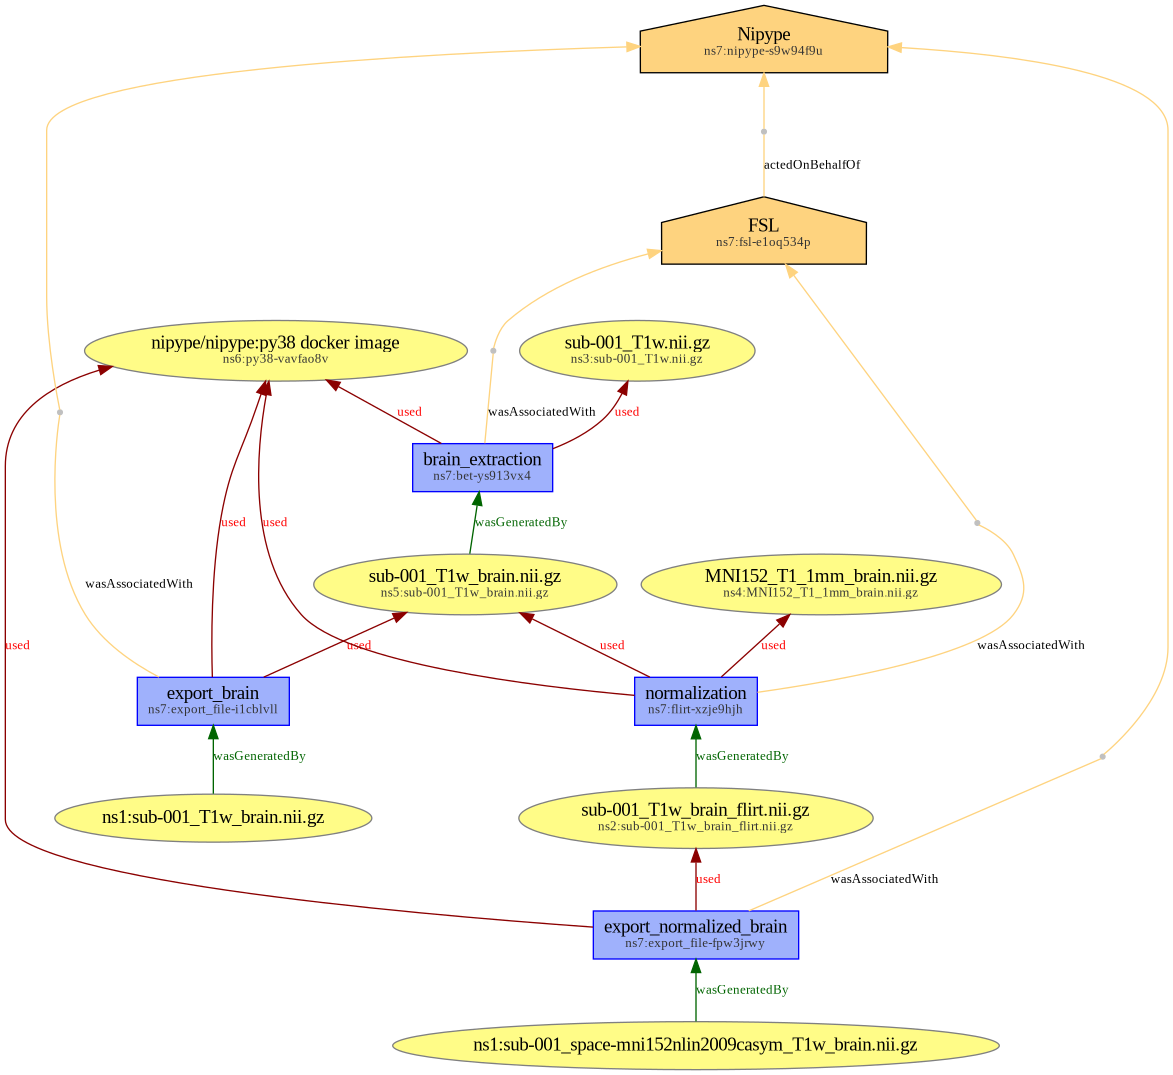 Nipype
ns7:nipype-s9w94f9u
actedOnBehalfOf
FSL
ns7:fsl-e1oq534p
nipype/nipype:py38 docker image
ns6:py38-vavfao8v
sub-001_T1w.nii.gz
ns3:sub-001_T1w.nii.gz
used
wasAssociatedWith
used
brain_extraction
ns7:bet-ys913vx4
used
used
wasGeneratedBy
sub-001_T1w_brain.nii.gz
ns5:sub-001_T1w_brain.nii.gz
MNI152_T1_1mm_brain.nii.gz
ns4:MNI152_T1_1mm_brain.nii.gz
wasAssociatedWith
used
used
used
used
wasAssociatedWith
export_brain
ns7:export_file-i1cblvll
normalization
ns7:flirt-xzje9hjh
wasGeneratedBy
wasGeneratedBy
ns1:sub-001_T1w_brain.nii.gz
sub-001_T1w_brain_flirt.nii.gz
ns2:sub-001_T1w_brain_flirt.nii.gz
used
wasAssociatedWith
export_normalized_brain
ns7:export_file-fpw3jrwy
wasGeneratedBy
ns1:sub-001_space-mni152nlin2009casym_T1w_brain.nii.gz